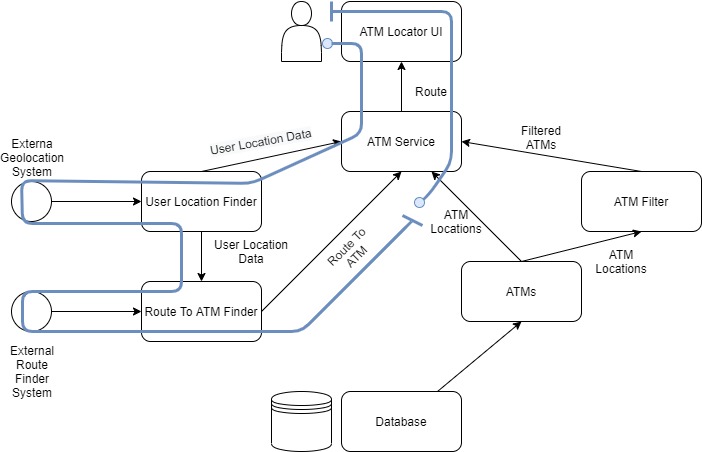 ATM Locator UI
Route
Externa
Geolocation
System
User Location Data
ATM Service
Filtered
ATMs
User Location Finder
ATM Filter
User Location
Data
Route To
ATM
ATM
Locations
ATM
Locations
Route To ATM Finder
ATMs
External
Route
Finder
System
Database